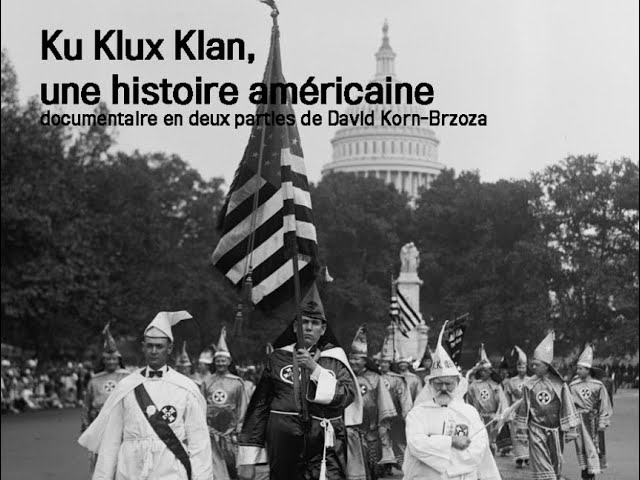 Ku Klux Klan,
une histoire américaine
documentaire en deux parties de David Korn-Brzoza